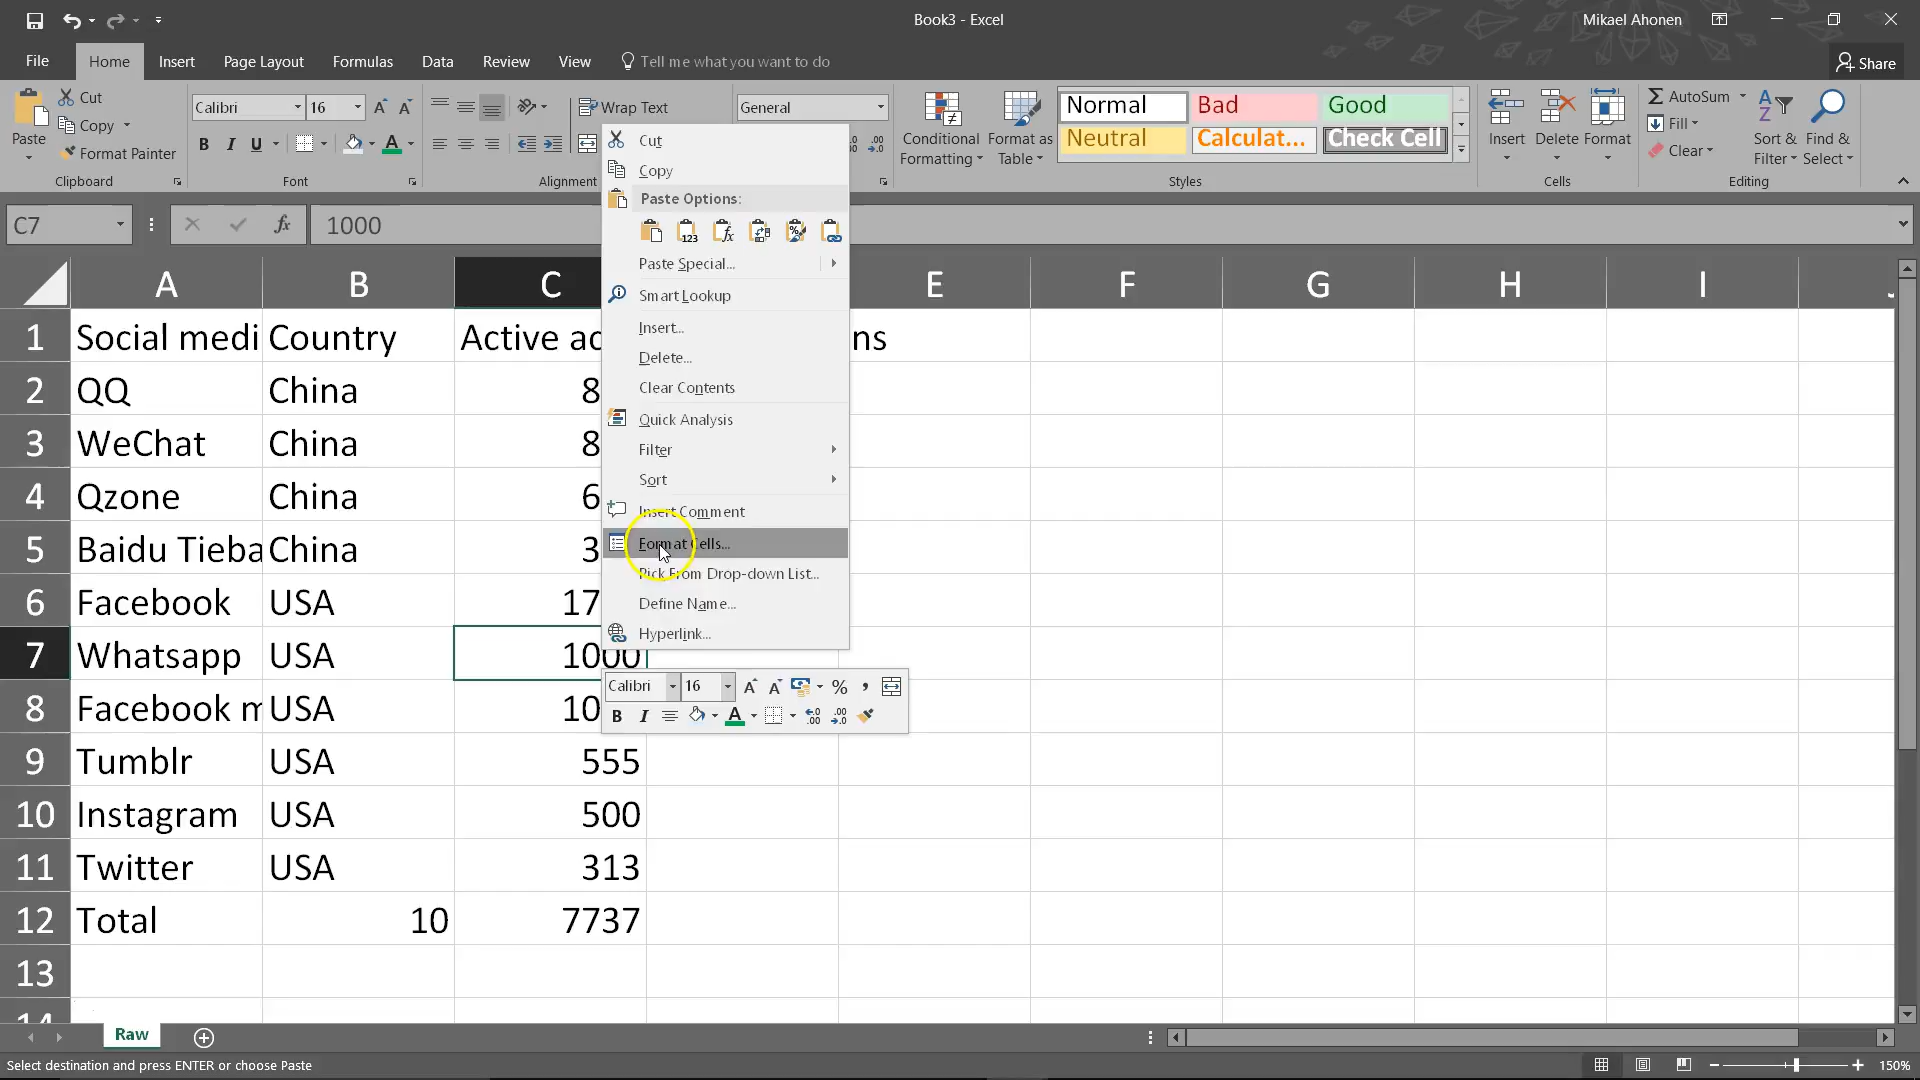 Book3 - Excel
Mikael Ahonen
File Home Insert Page Layout Formulas Data Review View Tell me what you want to do Share
Paste
Cut
Copy
Format Painter
Clipboard
Calibri 16
B I U A
Font
Wrap Text
Alignment
General
Conditional Formatting
Format as Table
Normal Bad Good
Neutral Calculat... Check Cell
Styles
Insert Delete Format
Cells
AutoSum
Fill
Clear
Sort & Filter
Find & Select
Editing
C7 fx 1000
A B C E F G H I
1 Social medi Country Active ac ns
2 QQ China 8
3 WeChat China 8
4 Qzone China 6
5 Baidu Tieba China 3
6 Facebook USA 17
7 Whatsapp USA 1000
8 Facebook m USA 10
9 Tumblr USA 555
10 Instagram USA 500
11 Twitter USA 313
12 Total 10 7737
13
14
Cut
Copy
Paste Options:
Paste Special...
Smart Lookup
Insert...
Delete...
Clear Contents
Quick Analysis
Filter
Sort
Insert Comment
Format Cells...
Pick From Drop-down List...
Define Name...
Hyperlink...
Calibri 16 A A % ,
B I A .00 .00
Raw
Select destination and press ENTER or choose Paste
150%